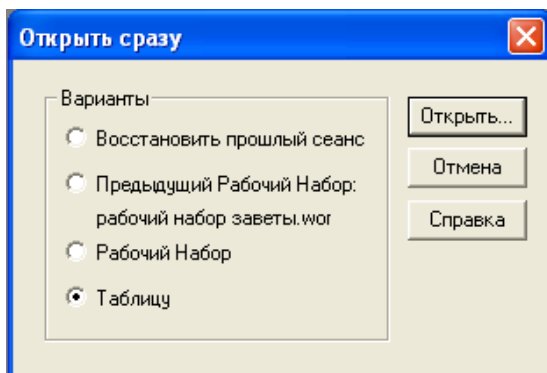 Открыть сразу
Варианты
Восстановить прошлый сеанс
Предыдущий Рабочий Набор:
рабочий набор заветы.wor
Рабочий Набор
Таблицу
Открыть...
Отмена
Справка